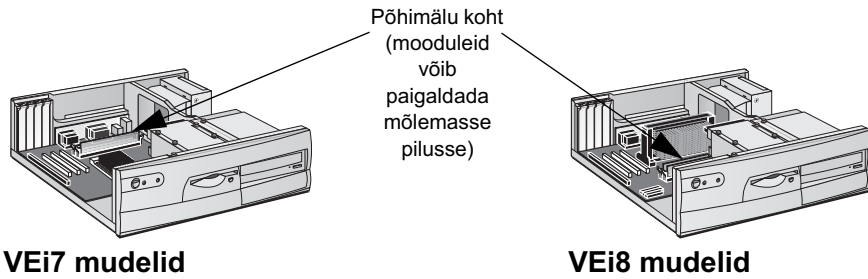 Põhimälu koht
(mooduleid
võib
paigaldada
mõlemasse
pilusse)
VEi7 mudelid
VEi8 mudelid